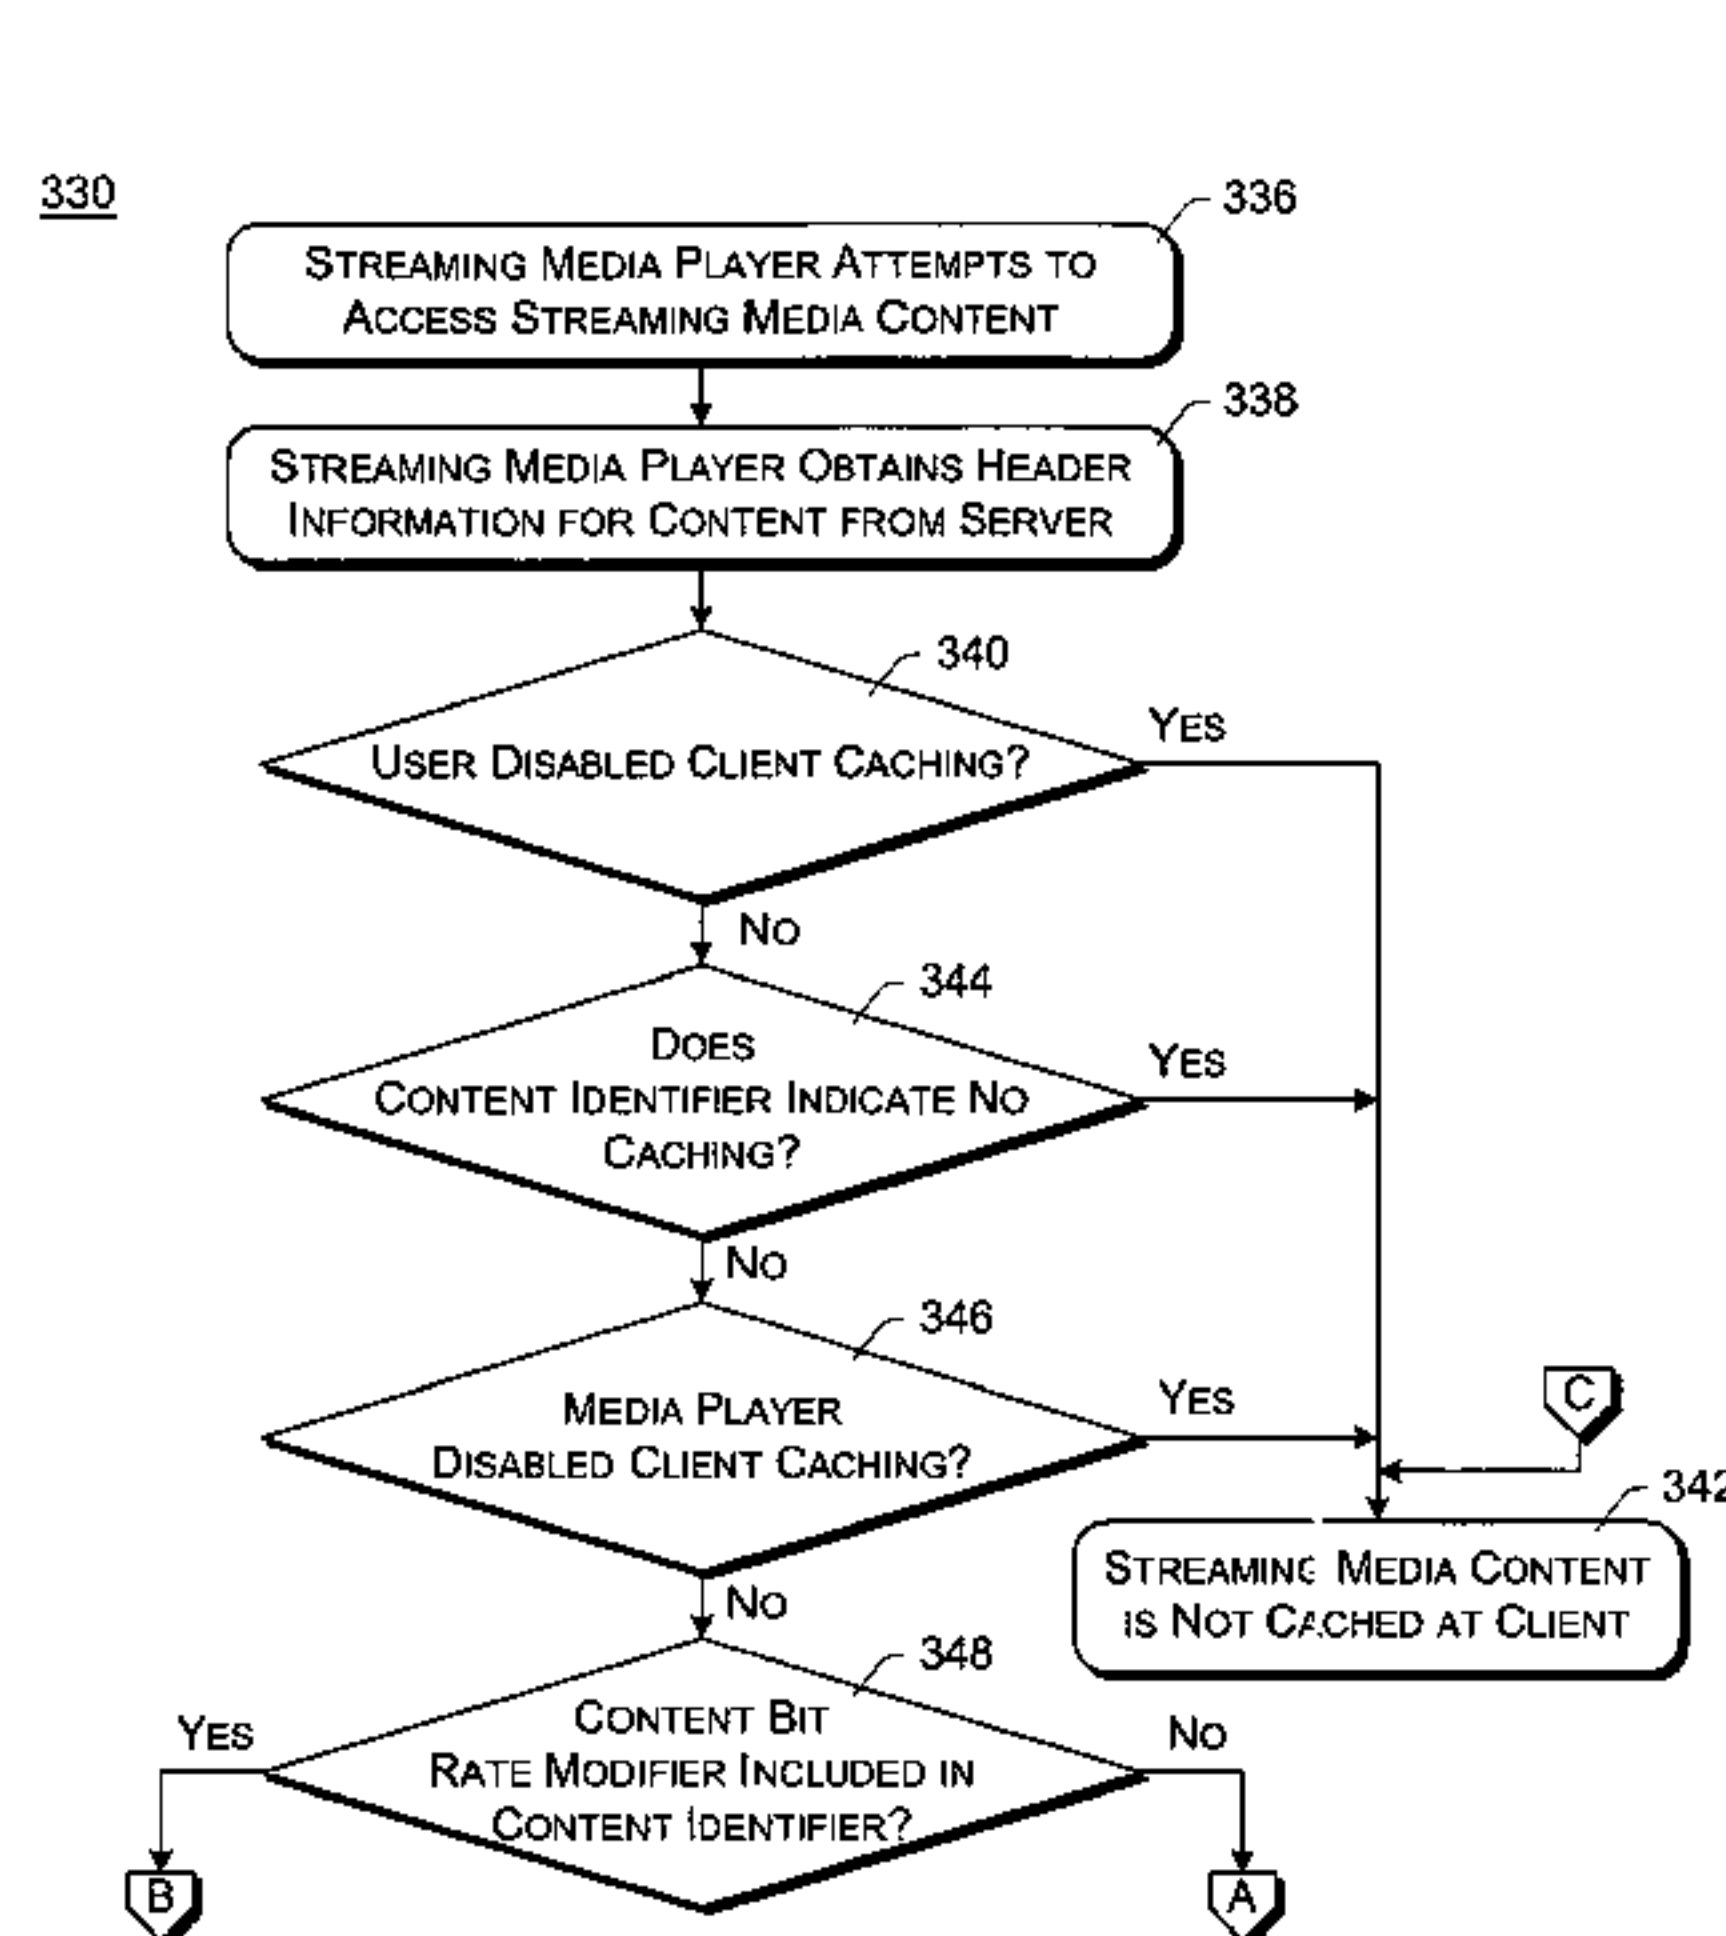 330
336
STREAMING MEDIA PLAYER ATTEMPTS TO
ACCESS STREAMING MEDIA CONTENT
338
STREAMING MEDIA PLAYER OBTAINS HEADER
INFORMATION FOR CONTENT FROM SERVER
340
USER DISABLED CLIENT CACHING?
YES
NO
344
DOES
CONTENT IDENTIFIER INDICATE NO
CACHING?
YES
NO
346
MEDIA PLAYER
DISABLED CLIENT CACHING?
YES
C
342
STREAMING MEDIA CONTENT
IS NOT CACHED AT CLIENT
NO
348
CONTENT BIT
RATE MODIFIER INCLUDED IN
CONTENT IDENTIFIER?
YES
NO
B
A